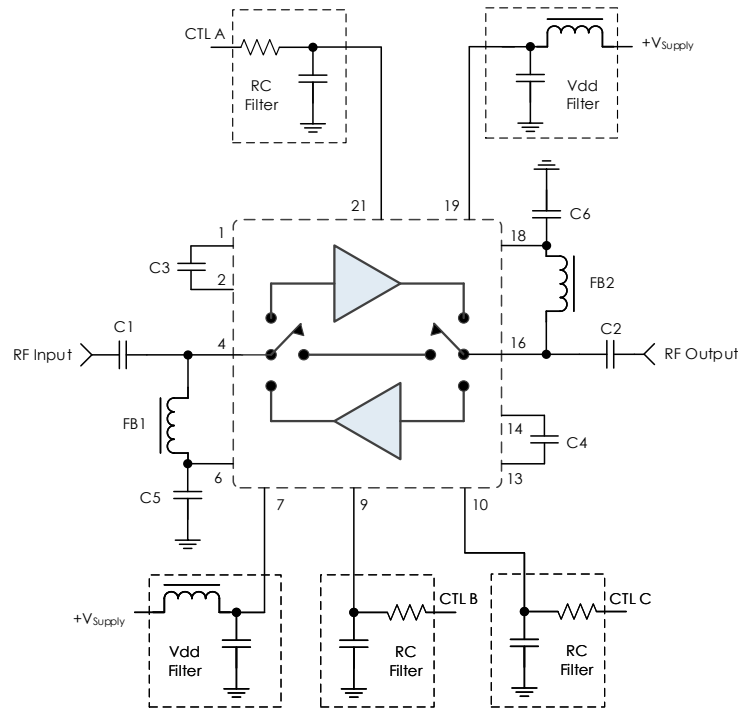 CTL A
RC
Filter
Vdd
Filter
+VSupply
21
19
C6
1
18
C3
2
FB2
C1
4
16
C2
RF Input
RF Output
FB1
14
C4
6
13
C5
7
9
10
+VSupply
Vdd
Filter
CTL B
RC
Filter
CTL C
RC
Filter